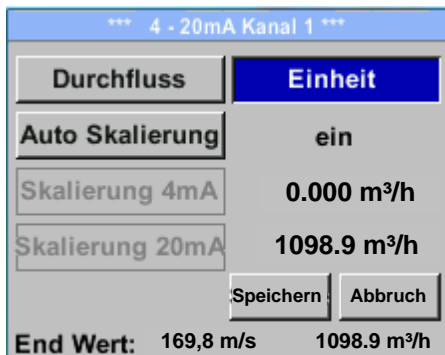 *** 4 - 20mA Kanal 1 ***
Durchfluss Einheit
Auto Skalierung ein
Skalierung 4mA 0.000 m³/h
Skalierung 20mA 1098.9 m³/h
Speichern Abbruch
End Wert: 169,8 m/s 1098.9 m³/h